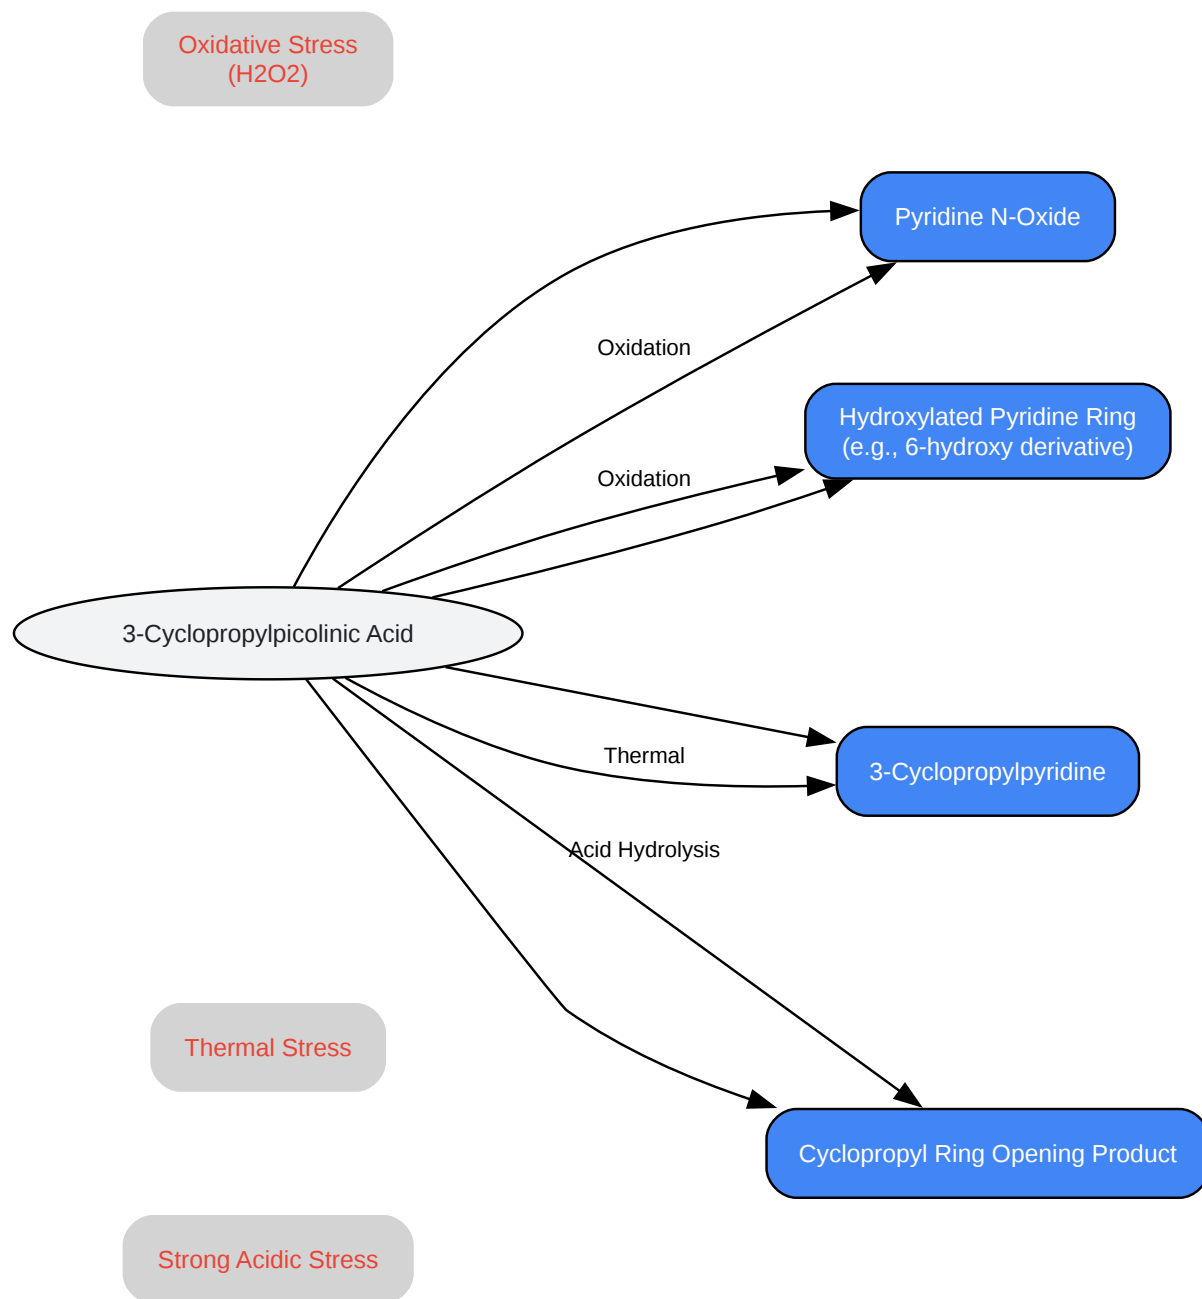 Oxidative Stress
(H2O2)
Pyridine N-Oxide
Oxidation
Hydroxylated Pyridine Ring
(e.g., 6-hydroxy derivative)
Oxidation
3-Cyclopropylpicolinic Acid
Thermal
3-Cyclopropylpyridine
Acid Hydrolysis
Thermal Stress
Cyclopropyl Ring Opening Product
Strong Acidic Stress